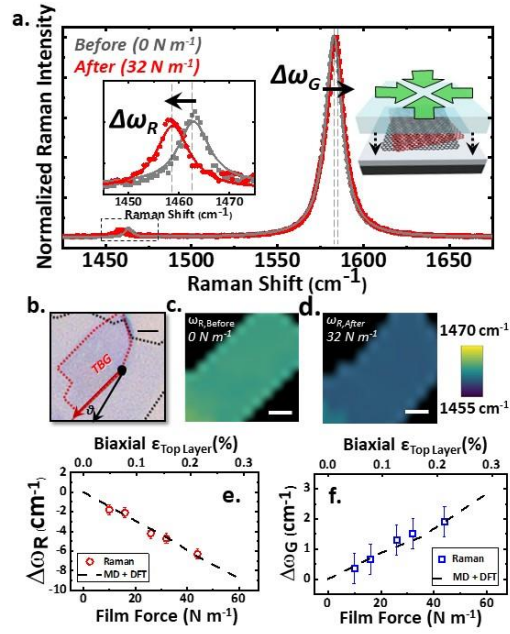 a.
Before (0 N m⁻¹)
After (32 N m⁻¹)
Δω_R
Δω_G
1450 1460 1470
Raman Shift (cm⁻¹)
Normalized Raman Intensity
1450 1500 1550 1600 1650
Raman Shift (cm⁻¹)
b.
TBG
ϑ
c.
ω_R,Before
0 N m⁻¹
d.
ω_R,After
32 N m⁻¹
1470 cm⁻¹
1455 cm⁻¹
Biaxial ε_Top Layer(%)
0.0 0.1 0.2 0.3
e.
Δω_R (cm⁻¹)
2
0
-2
-4
-6
-8
-10
Raman
MD + DFT
0 20 40 60
Film Force (N m⁻¹)
Biaxial ε_Top Layer(%)
0.0 0.1 0.2 0.3
f.
Δω_G (cm⁻¹)
3
2
1
0
Raman
MD + DFT
0 20 40 60
Film Force (N m⁻¹)